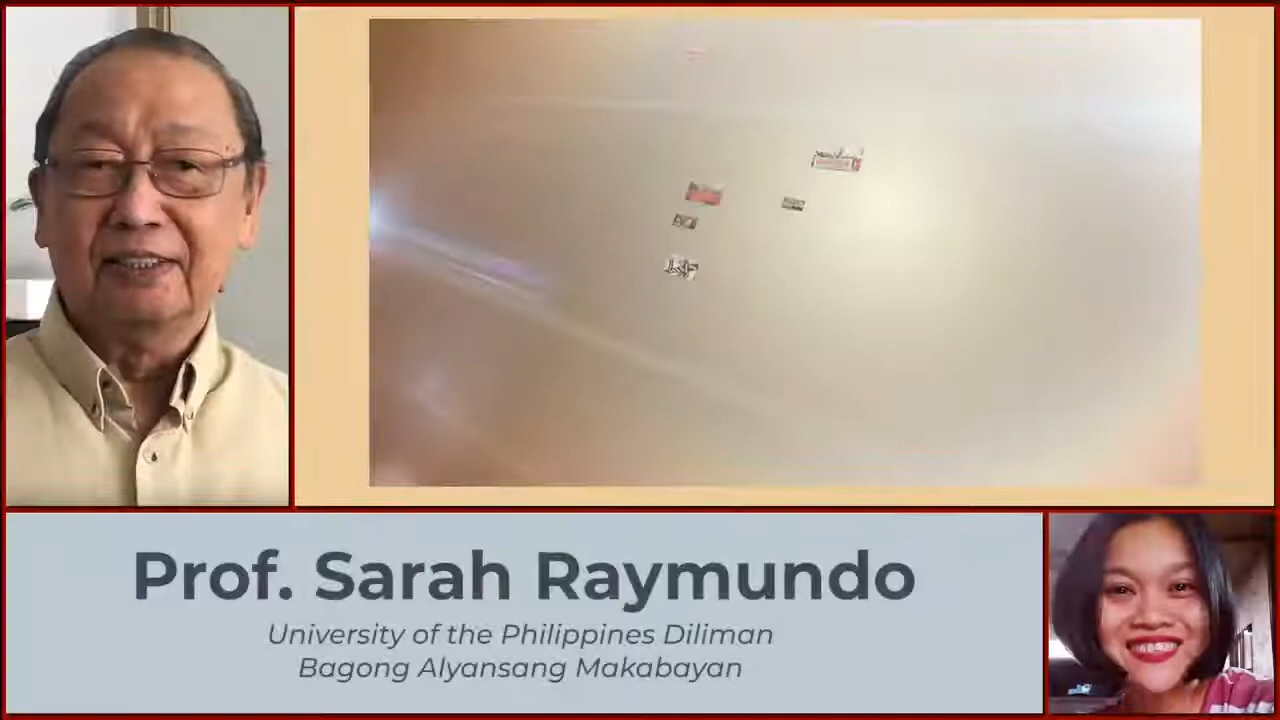 Prof. Sarah Raymundo
University of the Philippines Diliman
Bagong Alyansang Makabayan